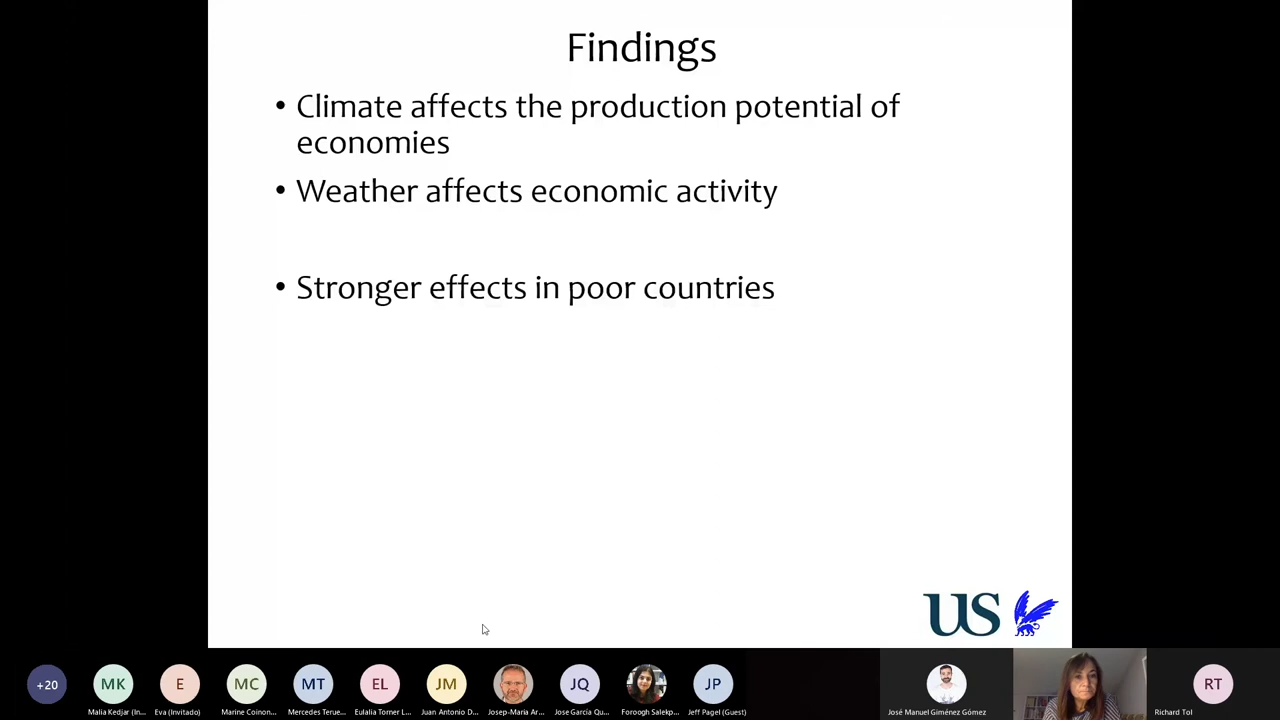 Findings
• Climate affects the production potential of
economies
• Weather affects economic activity
• Stronger effects in poor countries
US
+20
MK
E
MC
MT
EL
JM
JQ
JP
RT
Malía Kedjar (In...
Eva (Invitado)
Marine Coinon...
Mercedes Terue...
Eulalia Torner L...
Juan Antonio D...
Josep-Maria Ar...
Jose García Qu...
Foroogh Salekp...
Jeff Pagel (Guest)
José Manuel Giménez Gómez
Richard Tol